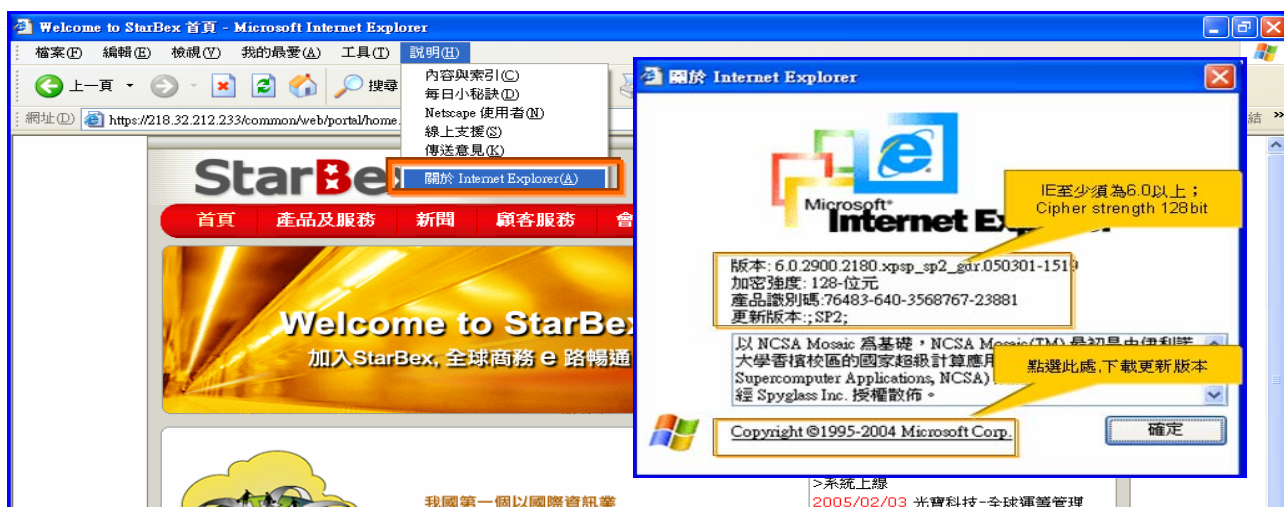 Welcome to StarBex 首頁 - Microsoft Internet Explorer
檔案(F) 編輯(E) 檢視(V) 我的最愛(A) 工具(T) 說明(H)
上一頁 搜尋
網址(D) https://218.32.212.233/common/web/portal/home.
結
內容與索引(C)
每日小秘訣(D)
Netscape 使用者(N)
線上支援(S)
傳送意見(K)
關於 Internet Explorer(A)
StarBe
首頁 產品及服務 新聞 顧客服務 會
Welcome to StarBe
加入StarBex, 全球商務 e 路暢通
我國第一個以國際資訊業
>系統上線
2005/02/03 光寶科技-全球運籌管理
關於 Internet Explorer
Microsoft
Internet Ex
IE至少須為6.0以上；
Cipher strength 128bit
版本: 6.0.2900.2180.xpsp_sp2_gdr.050301-1519
加密強度: 128-位元
產品識別碼:76483-640-3568767-23881
更新版本:;SP2;
以 NCSA Mosaic 為基礎，NCSA Mosaic(TM) 最初是由伊利諾
大學香檳校區的國家超級計算應用
Supercomputer Applications, NCSA)
經 Spyglass Inc. 授權散佈。
點選此處,下載更新版本
Copyright ©1995-2004 Microsoft Corp.
確定